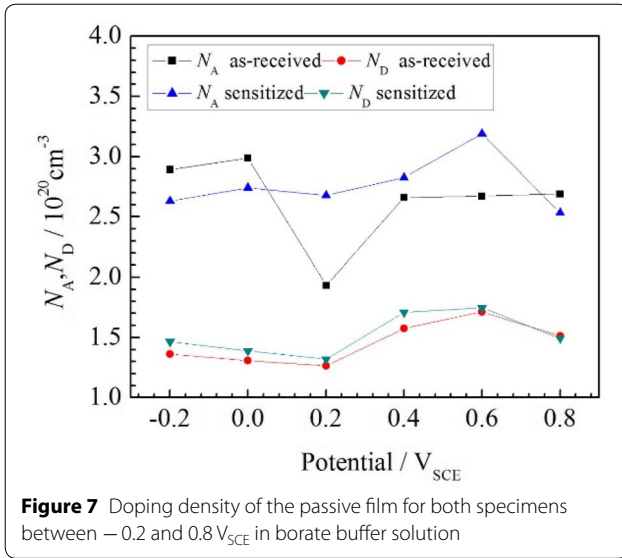 4.0
3.5
3.0
2.5
2.0
1.5
1.0
N_A, N_D / 10^20 cm^-3
N_A as-received N_D as-received
N_A sensitized N_D sensitized
-0.2 0.0 0.2 0.4 0.6 0.8
Potential / V_SCE
Figure 7 Doping density of the passive film for both specimens
between − 0.2 and 0.8 V_SCE in borate buffer solution